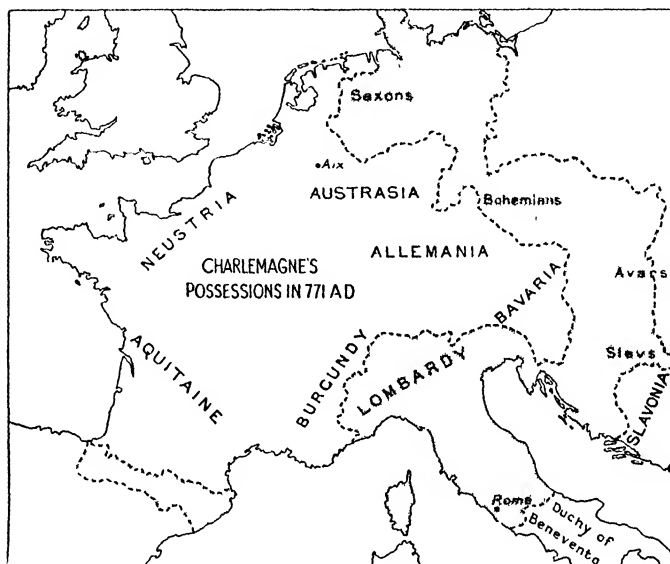 Saxons
Aix
AUSTRASIA
Bohemians
NEUSTRIA
ALLEMANIA
CHARLEMAGNE'S
POSSESSIONS IN 771 AD
Avars
BAVARIA
AQUITAINE
BURGUNDY
LOMBARDY
Slavs
SLAVONIA
Rome
Duchy of
Benevento